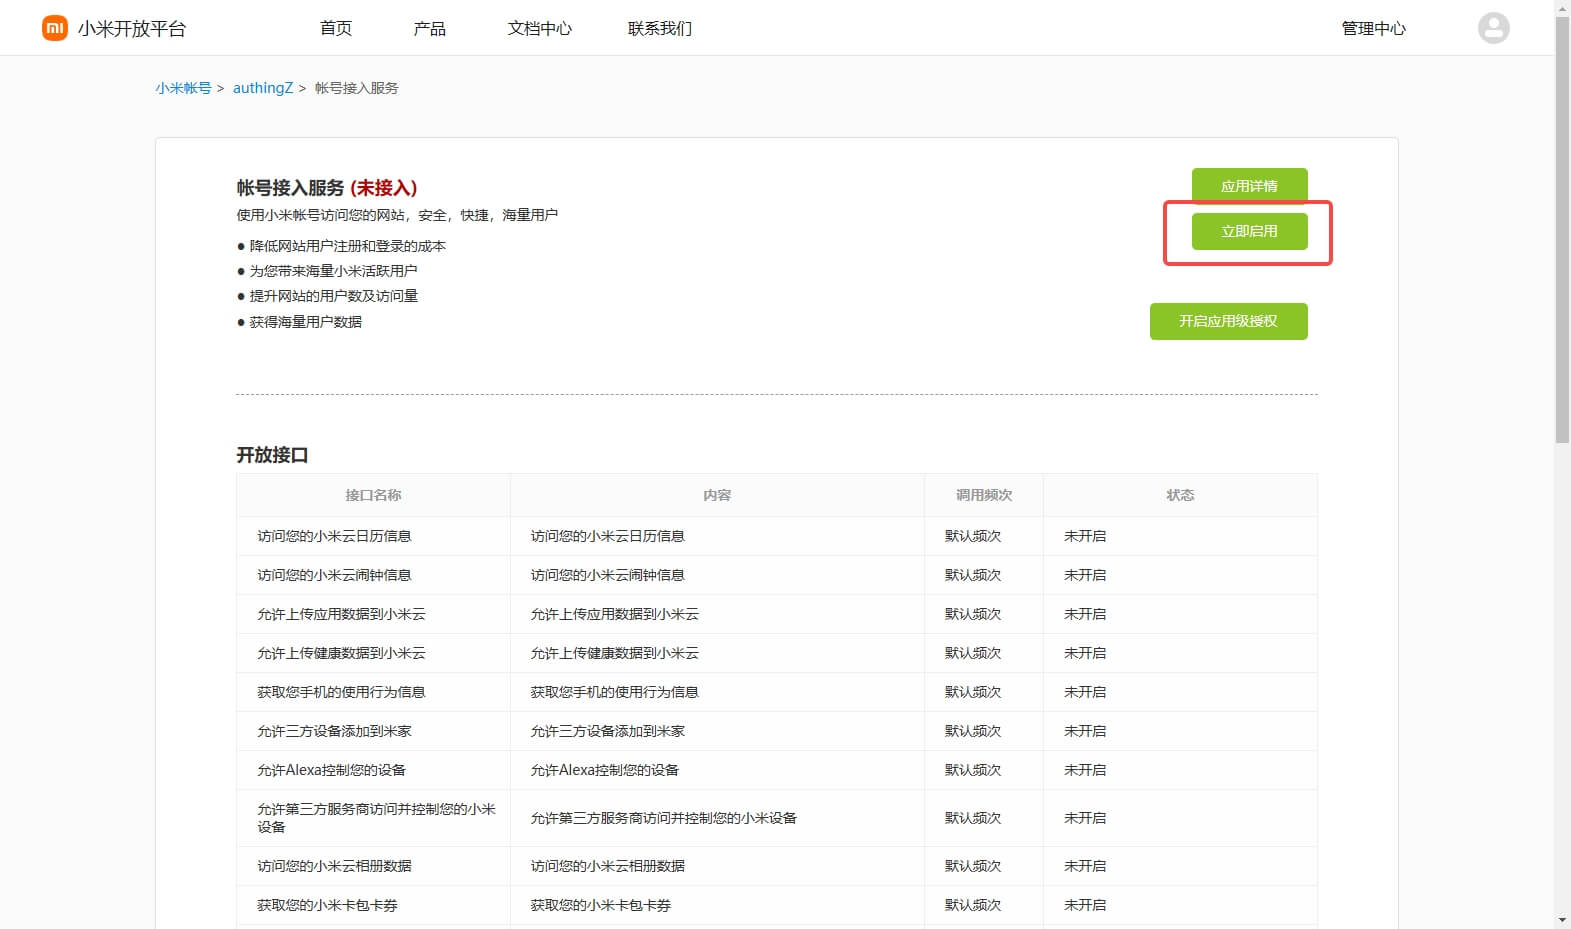 mi 小米开放平台 首页 产品 文档中心 联系我们 管理中心
小米帐号 > authingZ > 帐号接入服务
帐号接入服务 (未接入)
应用详情
使用小米帐号访问您的网站，安全，快捷，海量用户
立即启用
● 降低网站用户注册和登录的成本
● 为您带来海量小米活跃用户
● 提升网站的用户数及访问量
● 获得海量用户数据
开启应用级授权
开放接口
接口名称 内容 调用频次 状态
访问您的小米云日历信息 访问您的小米云日历信息 默认频次 未开启
访问您的小米云闹钟信息 访问您的小米云闹钟信息 默认频次 未开启
允许上传应用数据到小米云 允许上传应用数据到小米云 默认频次 未开启
允许上传健康数据到小米云 允许上传健康数据到小米云 默认频次 未开启
获取您手机的使用行为信息 获取您手机的使用行为信息 默认频次 未开启
允许三方设备添加到米家 允许三方设备添加到米家 默认频次 未开启
允许Alexa控制您的设备 允许Alexa控制您的设备 默认频次 未开启
允许第三方服务商访问并控制您的小米
设备 允许第三方服务商访问并控制您的小米设备 默认频次 未开启
访问您的小米云相册数据 访问您的小米云相册数据 默认频次 未开启
获取您的小米卡包卡券 获取您的小米卡包卡券 默认频次 未开启